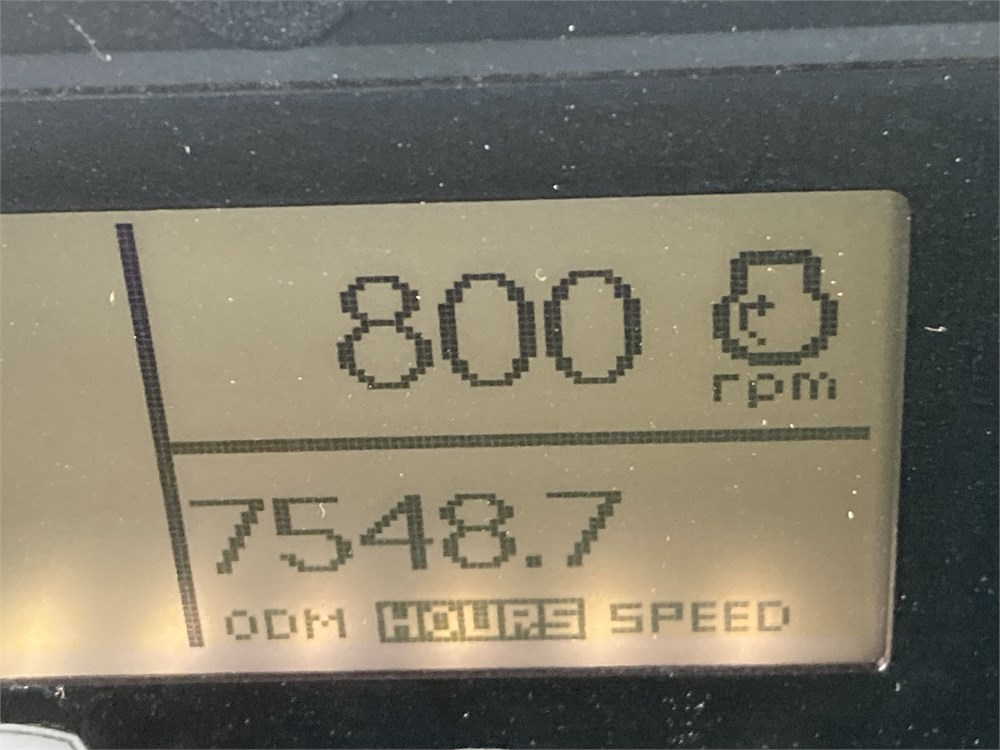 800
rpm
7548.7
ODM HOURS SPEED